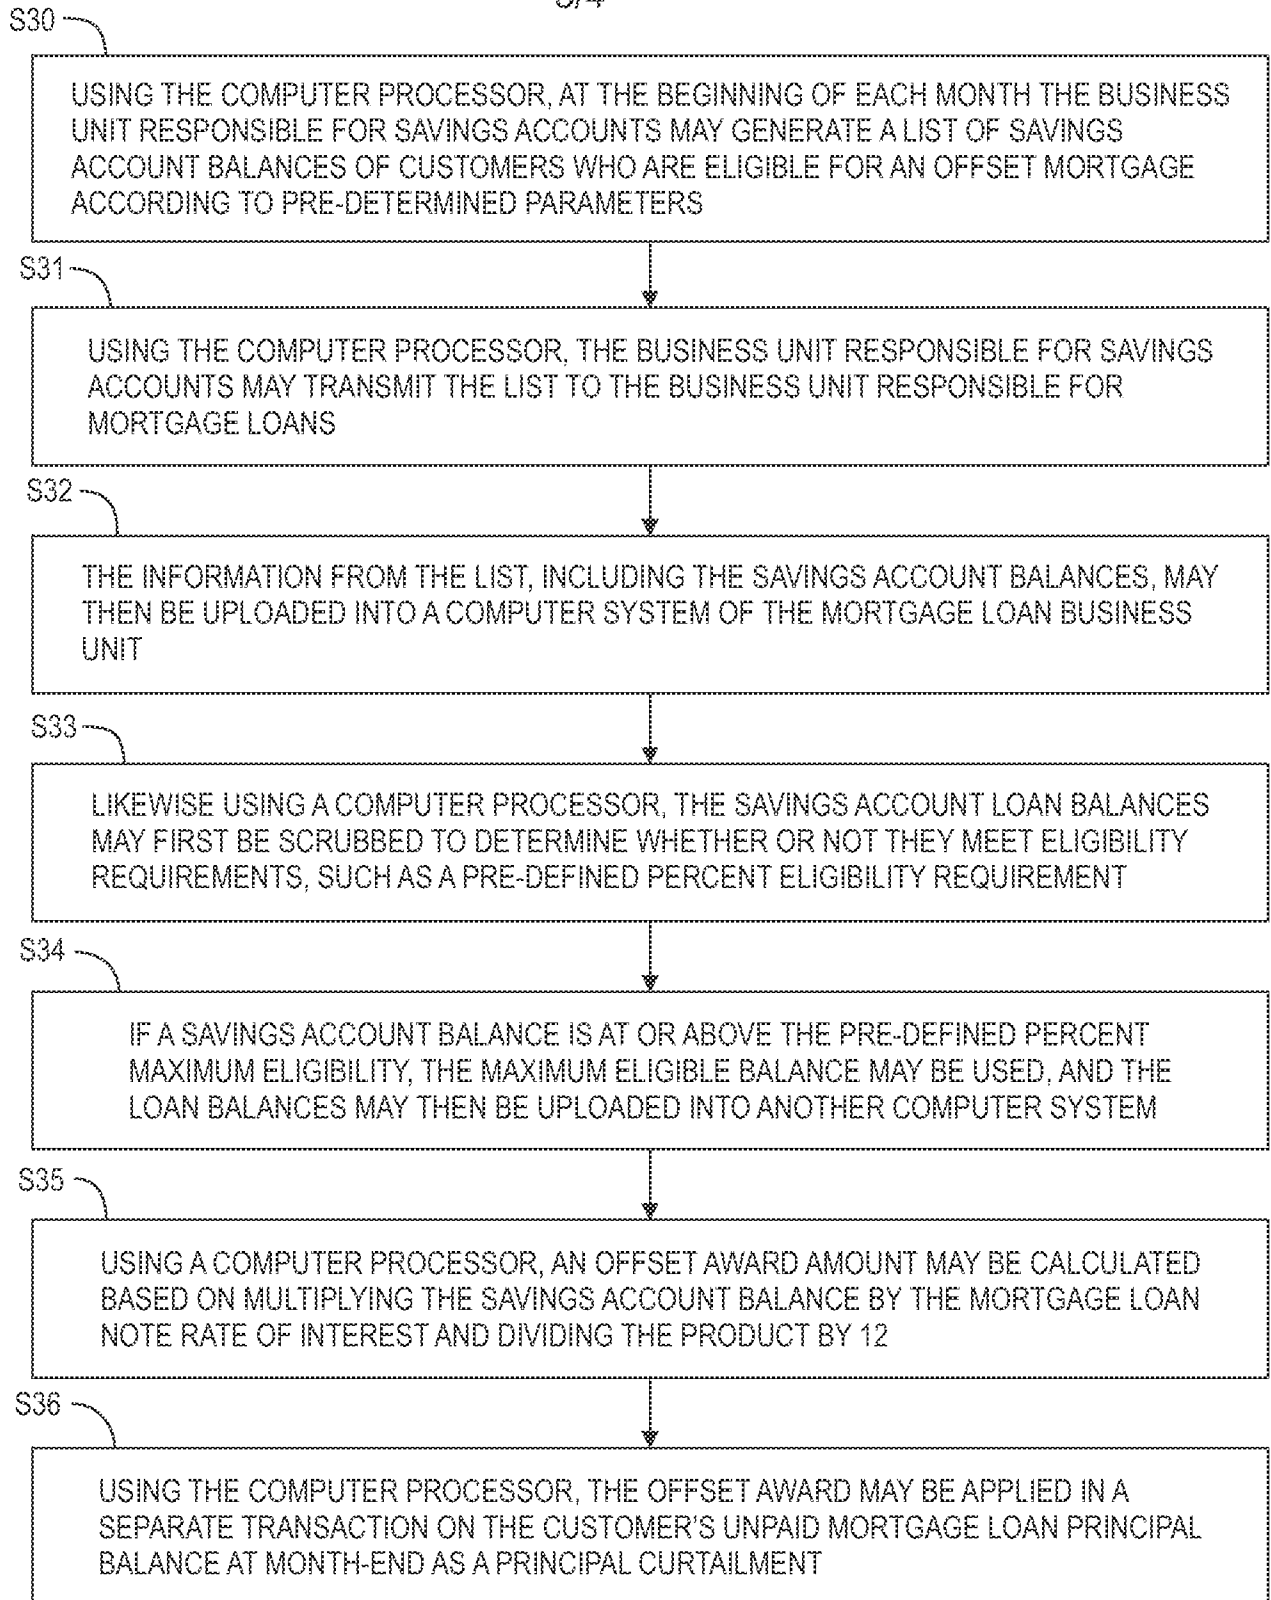 3/4
S30
USING THE COMPUTER PROCESSOR, AT THE BEGINNING OF EACH MONTH THE BUSINESS
UNIT RESPONSIBLE FOR SAVINGS ACCOUNTS MAY GENERATE A LIST OF SAVINGS
ACCOUNT BALANCES OF CUSTOMERS WHO ARE ELIGIBLE FOR AN OFFSET MORTGAGE
ACCORDING TO PRE-DETERMINED PARAMETERS
S31
USING THE COMPUTER PROCESSOR, THE BUSINESS UNIT RESPONSIBLE FOR SAVINGS
ACCOUNTS MAY TRANSMIT THE LIST TO THE BUSINESS UNIT RESPONSIBLE FOR
MORTGAGE LOANS
S32
THE INFORMATION FROM THE LIST, INCLUDING THE SAVINGS ACCOUNT BALANCES, MAY
THEN BE UPLOADED INTO A COMPUTER SYSTEM OF THE MORTGAGE LOAN BUSINESS
UNIT
S33
LIKEWISE USING A COMPUTER PROCESSOR, THE SAVINGS ACCOUNT LOAN BALANCES
MAY FIRST BE SCRUBBED TO DETERMINE WHETHER OR NOT THEY MEET ELIGIBILITY
REQUIREMENTS, SUCH AS A PRE-DEFINED PERCENT ELIGIBILITY REQUIREMENT
S34
IF A SAVINGS ACCOUNT BALANCE IS AT OR ABOVE THE PRE-DEFINED PERCENT
MAXIMUM ELIGIBILITY, THE MAXIMUM ELIGIBLE BALANCE MAY BE USED, AND THE
LOAN BALANCES MAY THEN BE UPLOADED INTO ANOTHER COMPUTER SYSTEM
S35
USING A COMPUTER PROCESSOR, AN OFFSET AWARD AMOUNT MAY BE CALCULATED
BASED ON MULTIPLYING THE SAVINGS ACCOUNT BALANCE BY THE MORTGAGE LOAN
NOTE RATE OF INTEREST AND DIVIDING THE PRODUCT BY 12
S36
USING THE COMPUTER PROCESSOR, THE OFFSET AWARD MAY BE APPLIED IN A
SEPARATE TRANSACTION ON THE CUSTOMER'S UNPAID MORTGAGE LOAN PRINCIPAL
BALANCE AT MONTH-END AS A PRINCIPAL CURTAILMENT